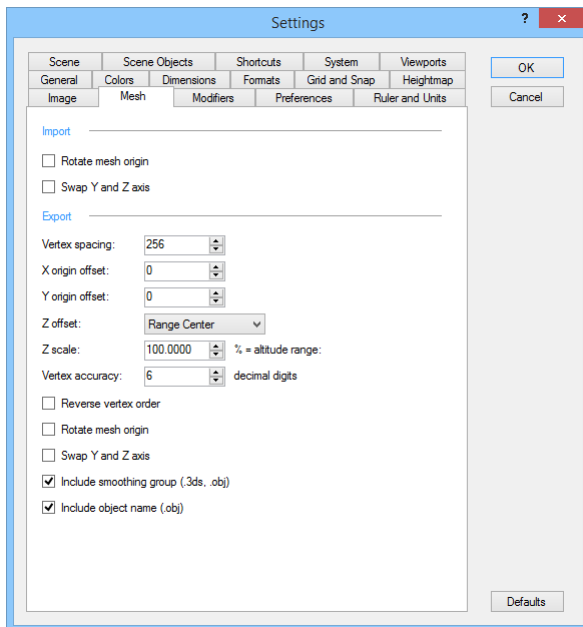 Settings
?
×
Scene Scene Objects Shortcuts System Viewports
General Colors Dimensions Formats Grid and Snap Heightmap
Image Mesh Modifiers Preferences Ruler and Units
OK
Cancel
Import
Rotate mesh origin
Swap Y and Z axis
Export
Vertex spacing: 256
X origin offset: 0
Y origin offset: 0
Z offset: Range Center
Z scale: 100.0000 % = altitude range:
Vertex accuracy: 6 decimal digits
Reverse vertex order
Rotate mesh origin
Swap Y and Z axis
Include smoothing group (.3ds, .obj)
Include object name (.obj)
Defaults